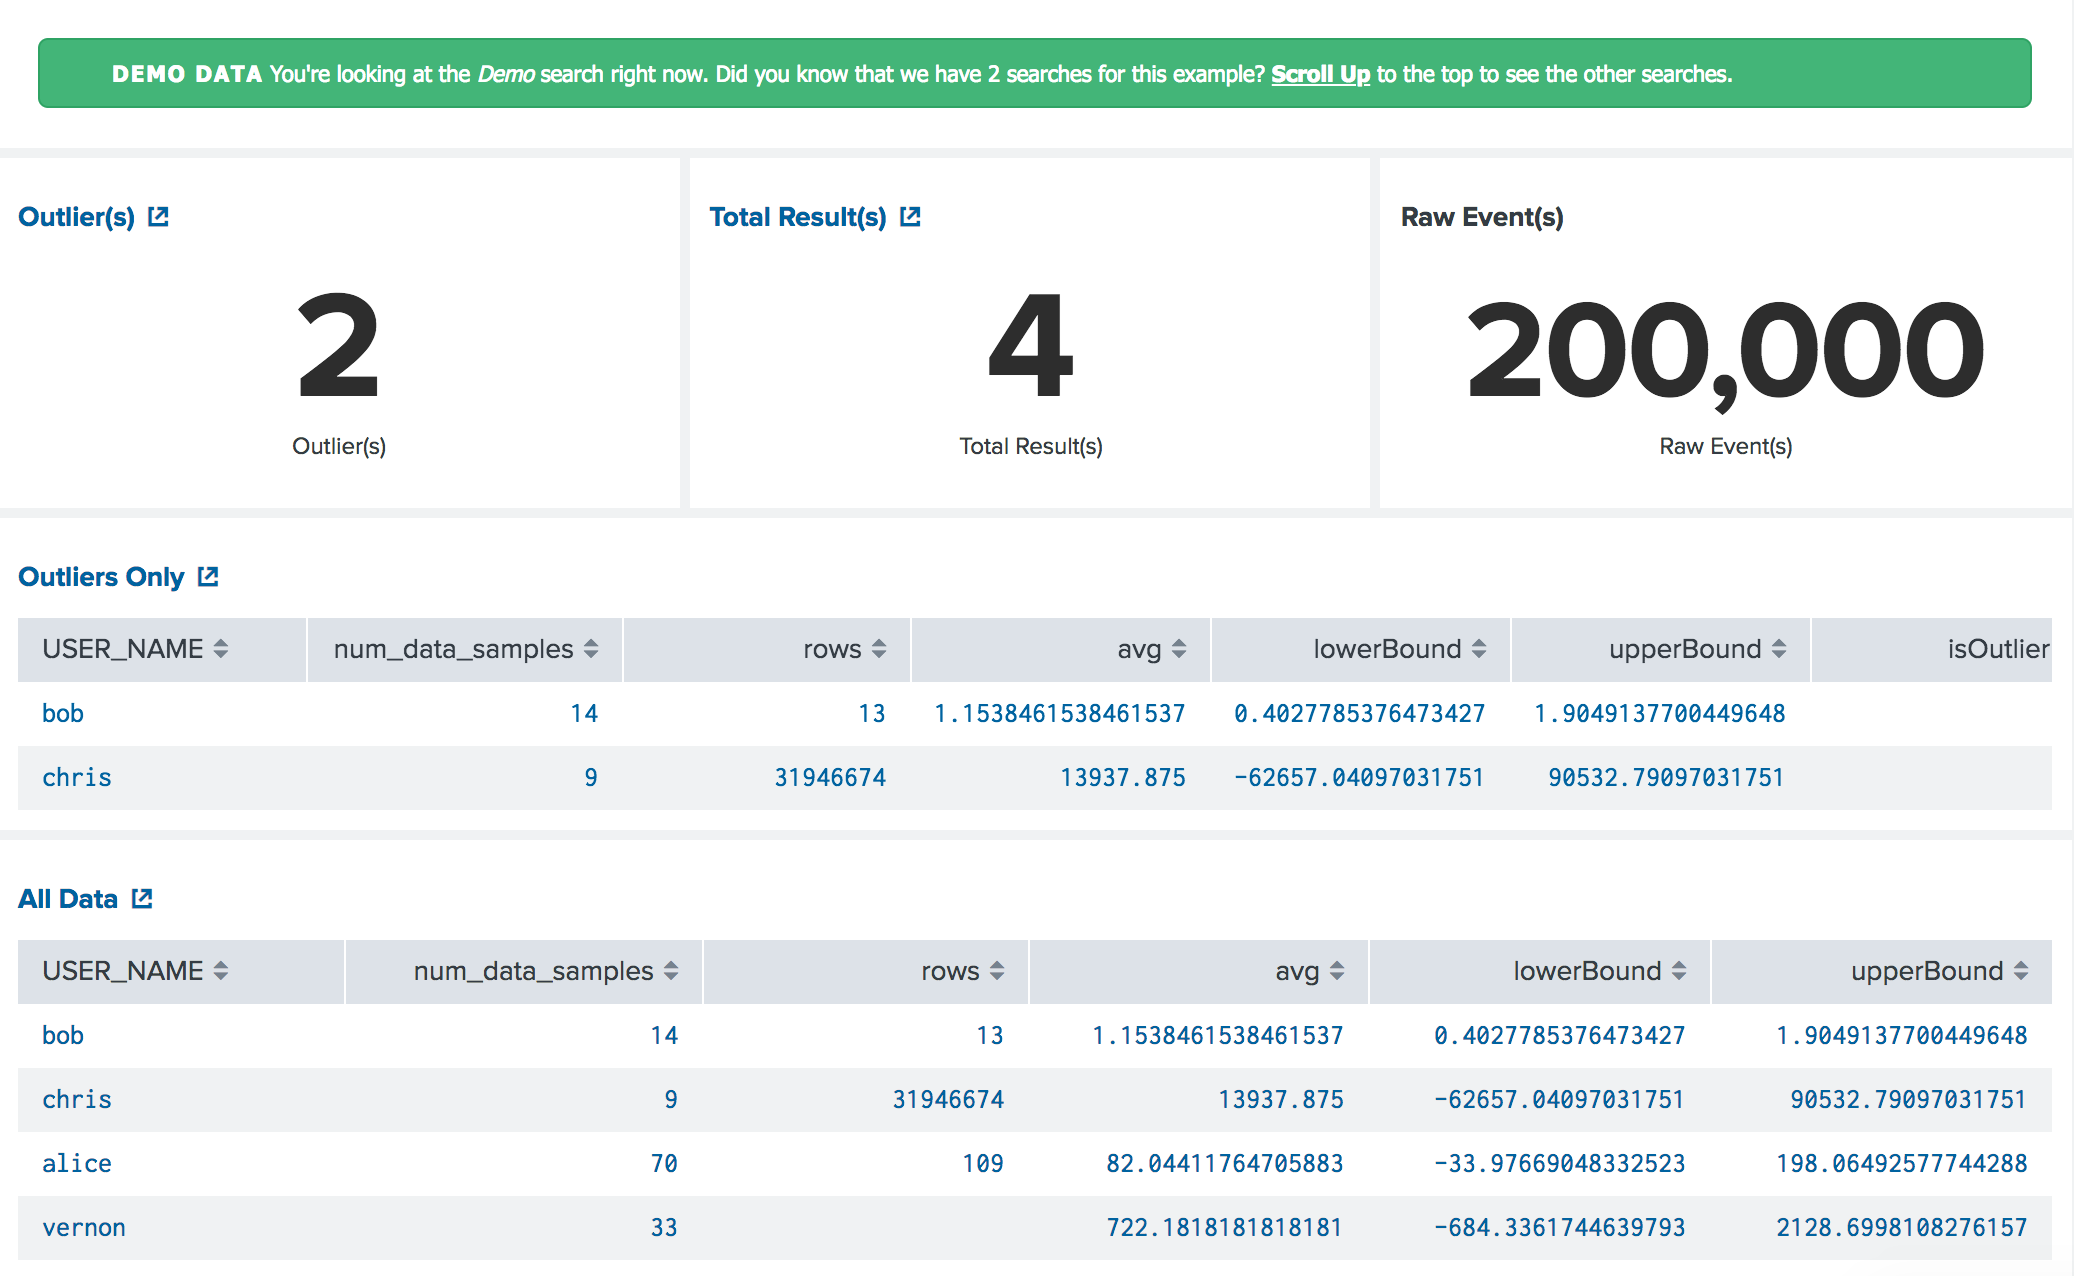 DEMO DATA You're looking at the Demo search right now. Did you know that we have 2 searches for this example? Scroll Up to the top to see the other searches.
Outlier(s) Total Result(s) Raw Event(s)
2 4 200,000
Outlier(s) Total Result(s) Raw Event(s)
Outliers Only
USER_NAME num_data_samples rows avg lowerBound upperBound isOutlier
bob 14 13 1.1538461538461537 0.4027785376473427 1.9049137700449648
chris 9 31946674 13937.875 -62657.04097031751 90532.79097031751
All Data
USER_NAME num_data_samples rows avg lowerBound upperBound
bob 14 13 1.1538461538461537 0.4027785376473427 1.9049137700449648
chris 9 31946674 13937.875 -62657.04097031751 90532.79097031751
alice 70 109 82.04411764705883 -33.97669048332523 198.06492577744288
vernon 33 722.1818181818181 -684.3361744639793 2128.6998108276157